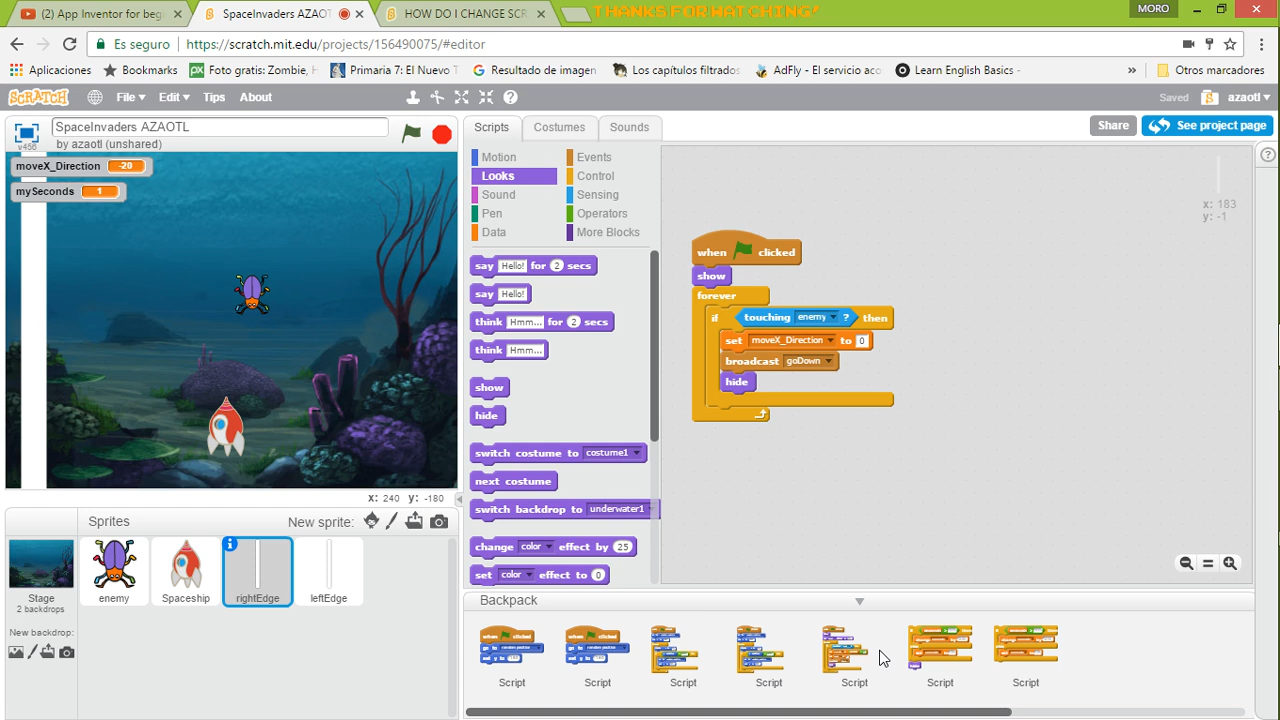 (2) App Inventor for beg
SpaceInvaders AZAOT
HOW DO I CHANGE SCR
THANKS FOR WATCHING!
MORO
Es seguro
https://scratch.mit.edu/projects/156490075/#editor
Aplicaciones
Bookmarks
Foto gratis: Zombie, H
Primaria 7: El Nuevo T
Resultado de imagen
Los capítulos filtrados
AdFly - El servicio aco
Learn English Basics -
»
Otros marcadores
SCRATCH
File
Edit
Tips
About
Saved
azaotl
SpaceInvaders AZAOTL
by azaotl (unshared)
v456
moveX_Direction -20
mySeconds 1
x: 240 y: -180
Scripts
Costumes
Sounds
Share
See project page
Motion
Looks
Sound
Pen
Data
Events
Control
Sensing
Operators
More Blocks
say Hello! for 2 secs
say Hello!
think Hmm... for 2 secs
think Hmm...
show
hide
switch costume to costume1
next costume
switch backdrop to underwater1
change color effect by 25
set color effect to 0
when clicked
show
forever
if touching enemy ? then
set moveX_Direction to 0
broadcast goDown
hide
x: 183
y: -1
Sprites
New sprite:
Stage
2 backdrops
New backdrop:
enemy
Spaceship
rightEdge
leftEdge
Backpack
Script
Script
Script
Script
Script
Script
Script